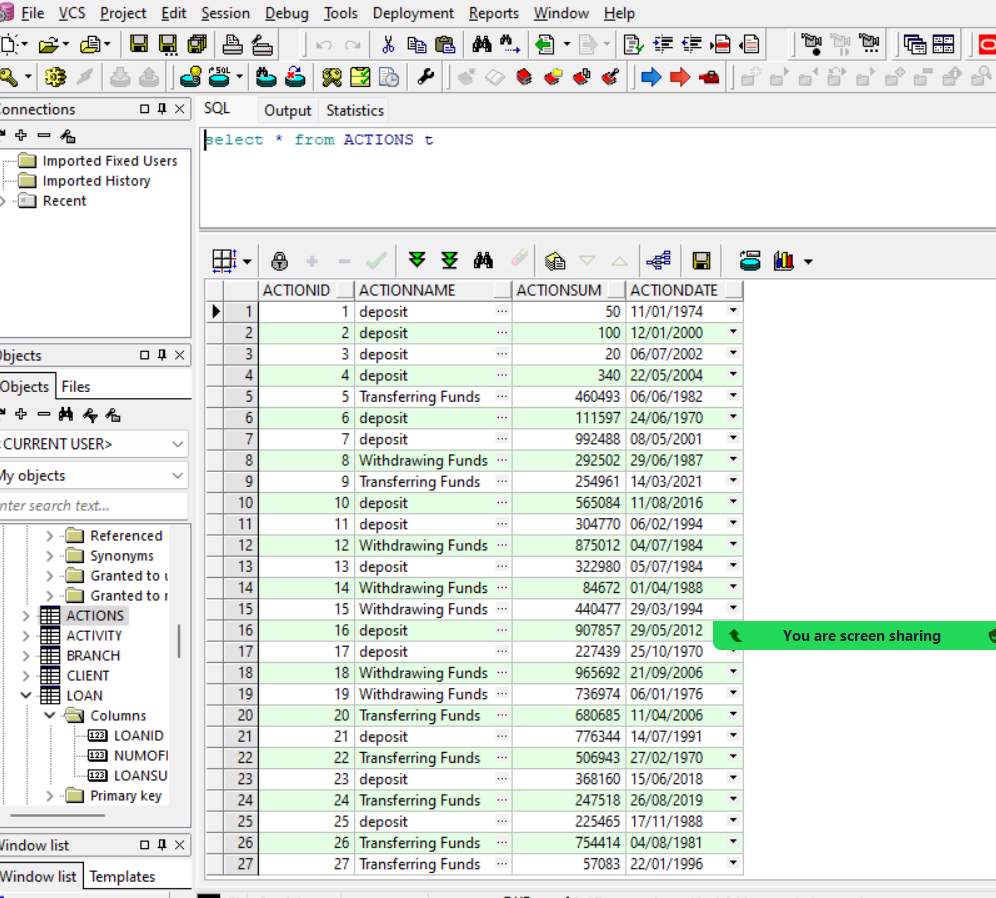 File VCS Project Edit Session Debug Tools Deployment Reports Window Help
SQL
Connections
SQL Output Statistics
select * from ACTIONS t
Imported Fixed Users
Imported History
Recent
Objects
Objects Files
<CURRENT USER>
My objects
Enter search text...
Referenced
Synonyms
Granted to
Granted to
ACTIONS
ACTIVITY
BRANCH
CLIENT
LOAN
Columns
123 LOANID
123 NUMOF
123 LOANSU
Primary key
Window list
Window list Templates
ACTIONID ACTIONNAME ACTIONSUM ACTIONDATE
1 1 deposit ... 50 11/01/1974
2 2 deposit ... 100 12/01/2000
3 3 deposit ... 20 06/07/2002
4 4 deposit ... 340 22/05/2004
5 5 Transferring Funds ... 460493 06/06/1982
6 6 deposit ... 111597 24/06/1970
7 7 deposit ... 992488 08/05/2001
8 8 Withdrawing Funds ... 292502 29/06/1987
9 9 Transferring Funds ... 254961 14/03/2021
10 10 deposit ... 565084 11/08/2016
11 11 deposit ... 304770 06/02/1994
12 12 Withdrawing Funds ... 875012 04/07/1984
13 13 deposit ... 322980 05/07/1984
14 14 Withdrawing Funds ... 84672 01/04/1988
15 15 Withdrawing Funds ... 440477 29/03/1994
16 16 deposit ... 907857 29/05/2012
17 17 deposit ... 227439 25/10/1970
18 18 Withdrawing Funds ... 965692 21/09/2006
19 19 Withdrawing Funds ... 736974 06/01/1976
20 20 Transferring Funds ... 680685 11/04/2006
21 21 deposit ... 776344 14/07/1991
22 22 Transferring Funds ... 506943 27/02/1970
23 23 deposit ... 368160 15/06/2018
24 24 Transferring Funds ... 247518 26/08/2019
25 25 deposit ... 225465 17/11/1988
26 26 Transferring Funds ... 754414 04/08/1981
27 27 Transferring Funds ... 57083 22/01/1996
You are screen sharing